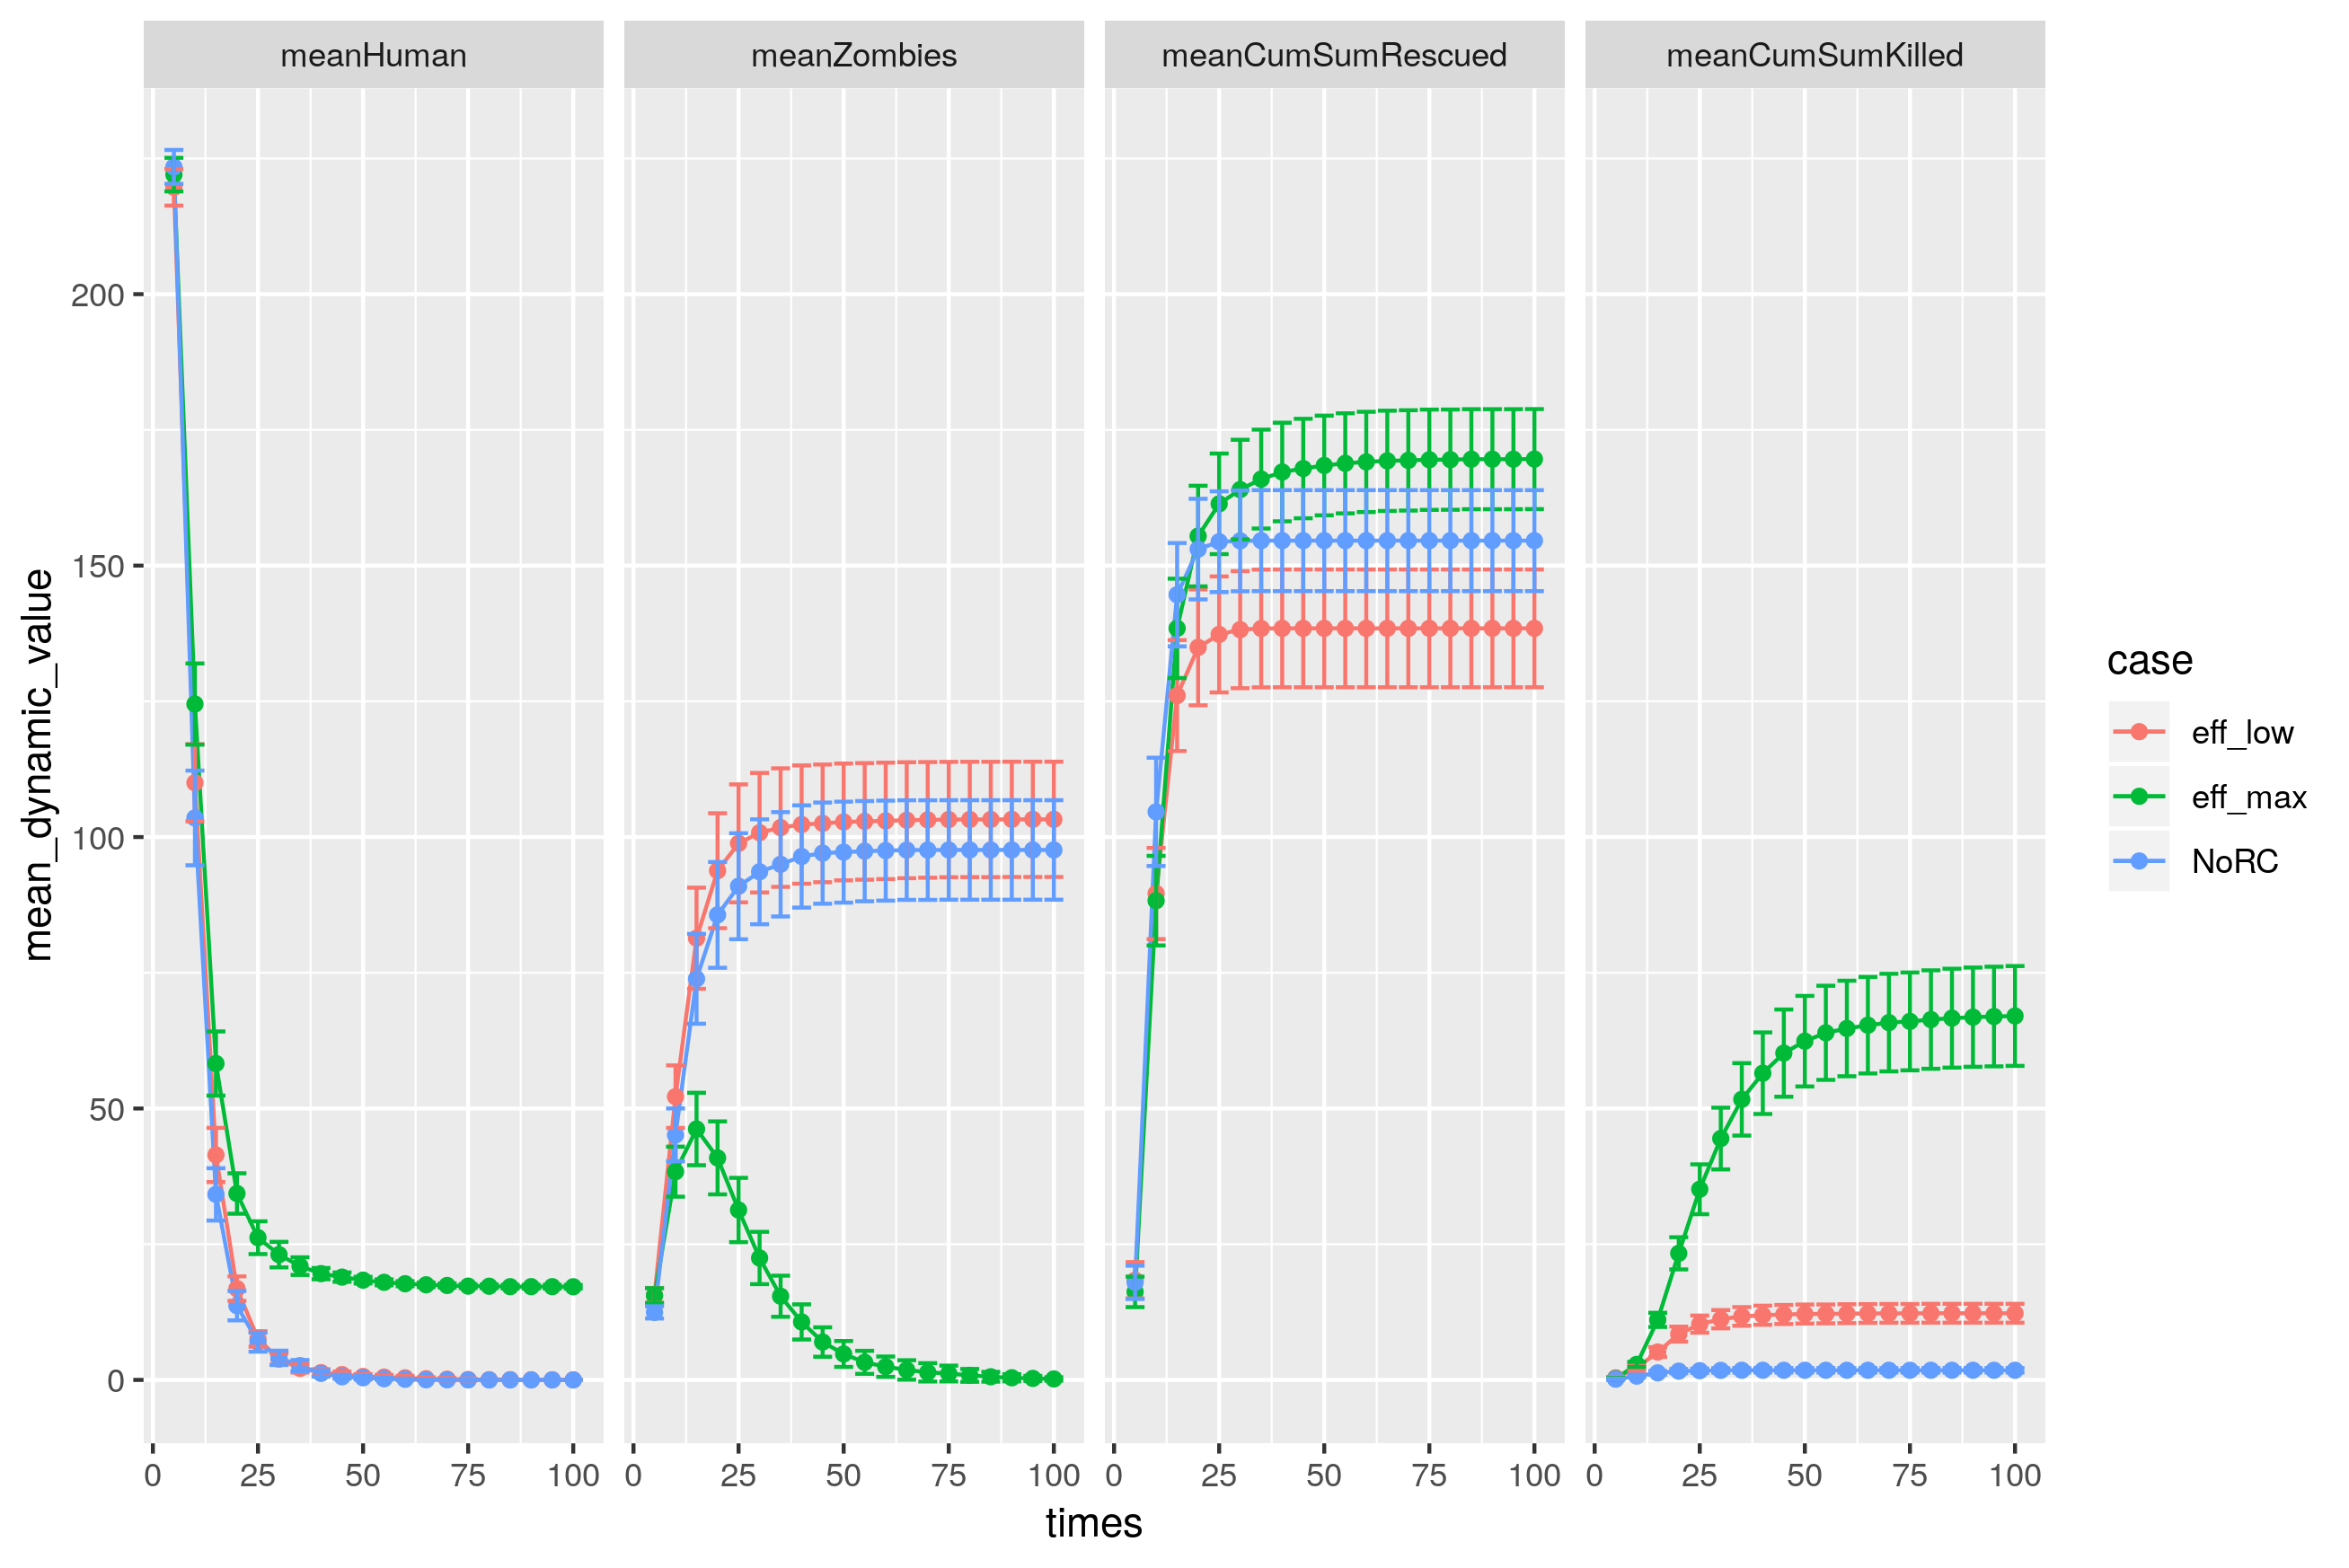 meanHuman meanZombies meanCumSumRescued meanCumSumKilled
mean_dynamic_value
200
150
100
50
0
0 25 50 75 100 0 25 50 75 100 0 25 50 75 100 0 25 50 75 100
times
case
eff_low
eff_max
NoRC